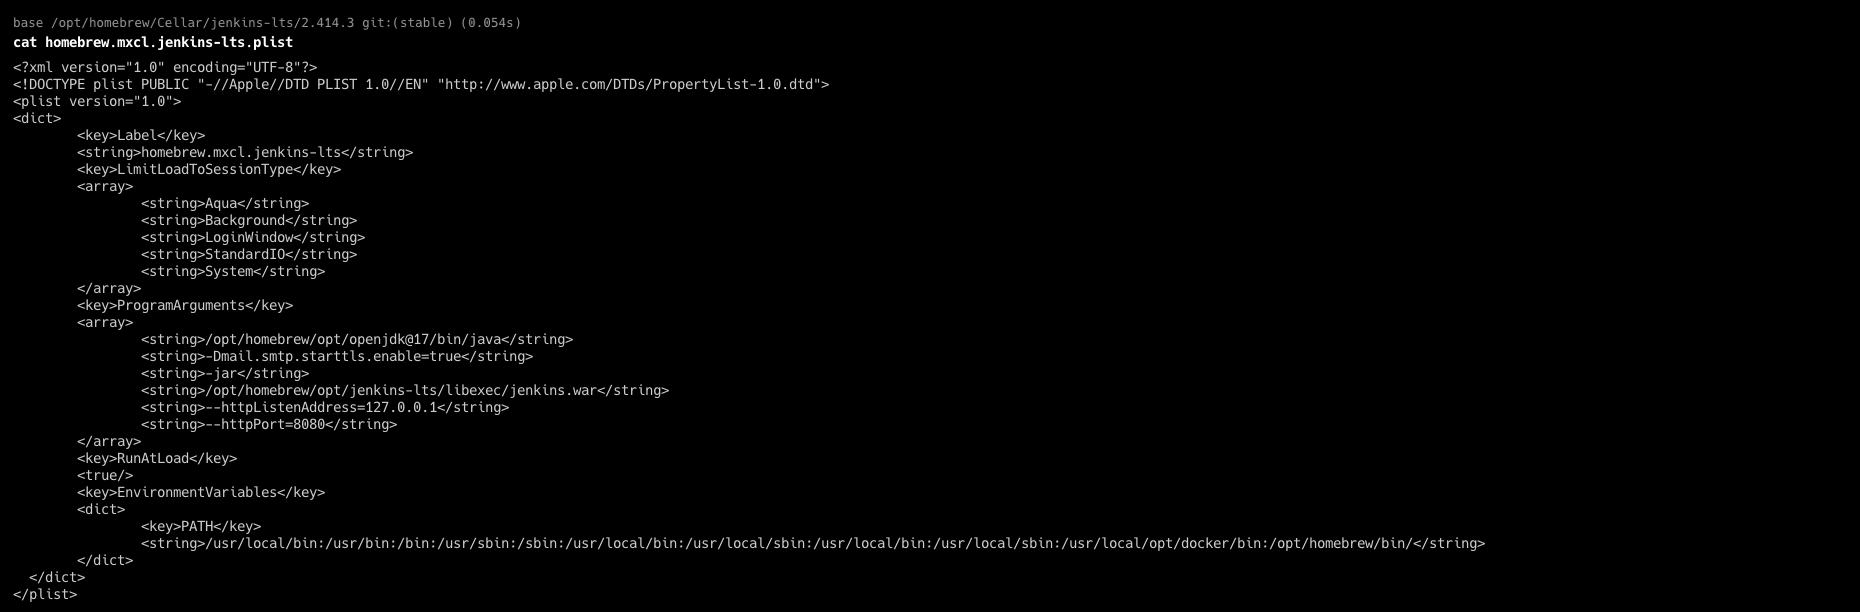 base /opt/homebrew/Cellar/jenkins-lts/2.414.3 git:(stable) (0.054s)
cat homebrew.mxcl.jenkins-lts.plist
<?xml version="1.0" encoding="UTF-8"?>
<!DOCTYPE plist PUBLIC "-//Apple//DTD PLIST 1.0//EN" "http://www.apple.com/DTDs/PropertyList-1.0.dtd">
<plist version="1.0">
<dict>
        <key>Label</key>
        <string>homebrew.mxcl.jenkins-lts</string>
        <key>LimitLoadToSessionType</key>
        <array>
                <string>Aqua</string>
                <string>Background</string>
                <string>LoginWindow</string>
                <string>StandardIO</string>
                <string>System</string>
        </array>
        <key>ProgramArguments</key>
        <array>
                <string>/opt/homebrew/opt/openjdk@17/bin/java</string>
                <string>-Dmail.smtp.starttls.enable=true</string>
                <string>-jar</string>
                <string>/opt/homebrew/opt/jenkins-lts/libexec/jenkins.war</string>
                <string>--httpListenAddress=127.0.0.1</string>
                <string>--httpPort=8080</string>
        </array>
        <key>RunAtLoad</key>
        <true/>
        <key>EnvironmentVariables</key>
        <dict>
                <key>PATH</key>
                <string>/usr/local/bin:/usr/bin:/bin:/usr/sbin:/sbin:/usr/local/bin:/usr/local/sbin:/usr/local/bin:/usr/local/sbin:/usr/local/opt/docker/bin:/opt/homebrew/bin/</string>
        </dict>
  </dict>
</plist>